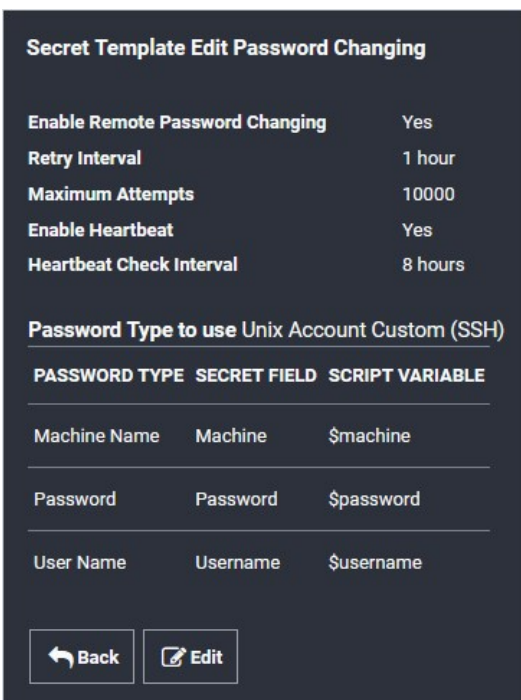 Secret Template Edit Password Changing
Enable Remote Password Changing Yes
Retry Interval 1 hour
Maximum Attempts 10000
Enable Heartbeat Yes
Heartbeat Check Interval 8 hours
Password Type to use Unix Account Custom (SSH)
PASSWORD TYPE SECRET FIELD SCRIPT VARIABLE
Machine Name Machine $machine
Password Password $password
User Name Username $username
Back Edit